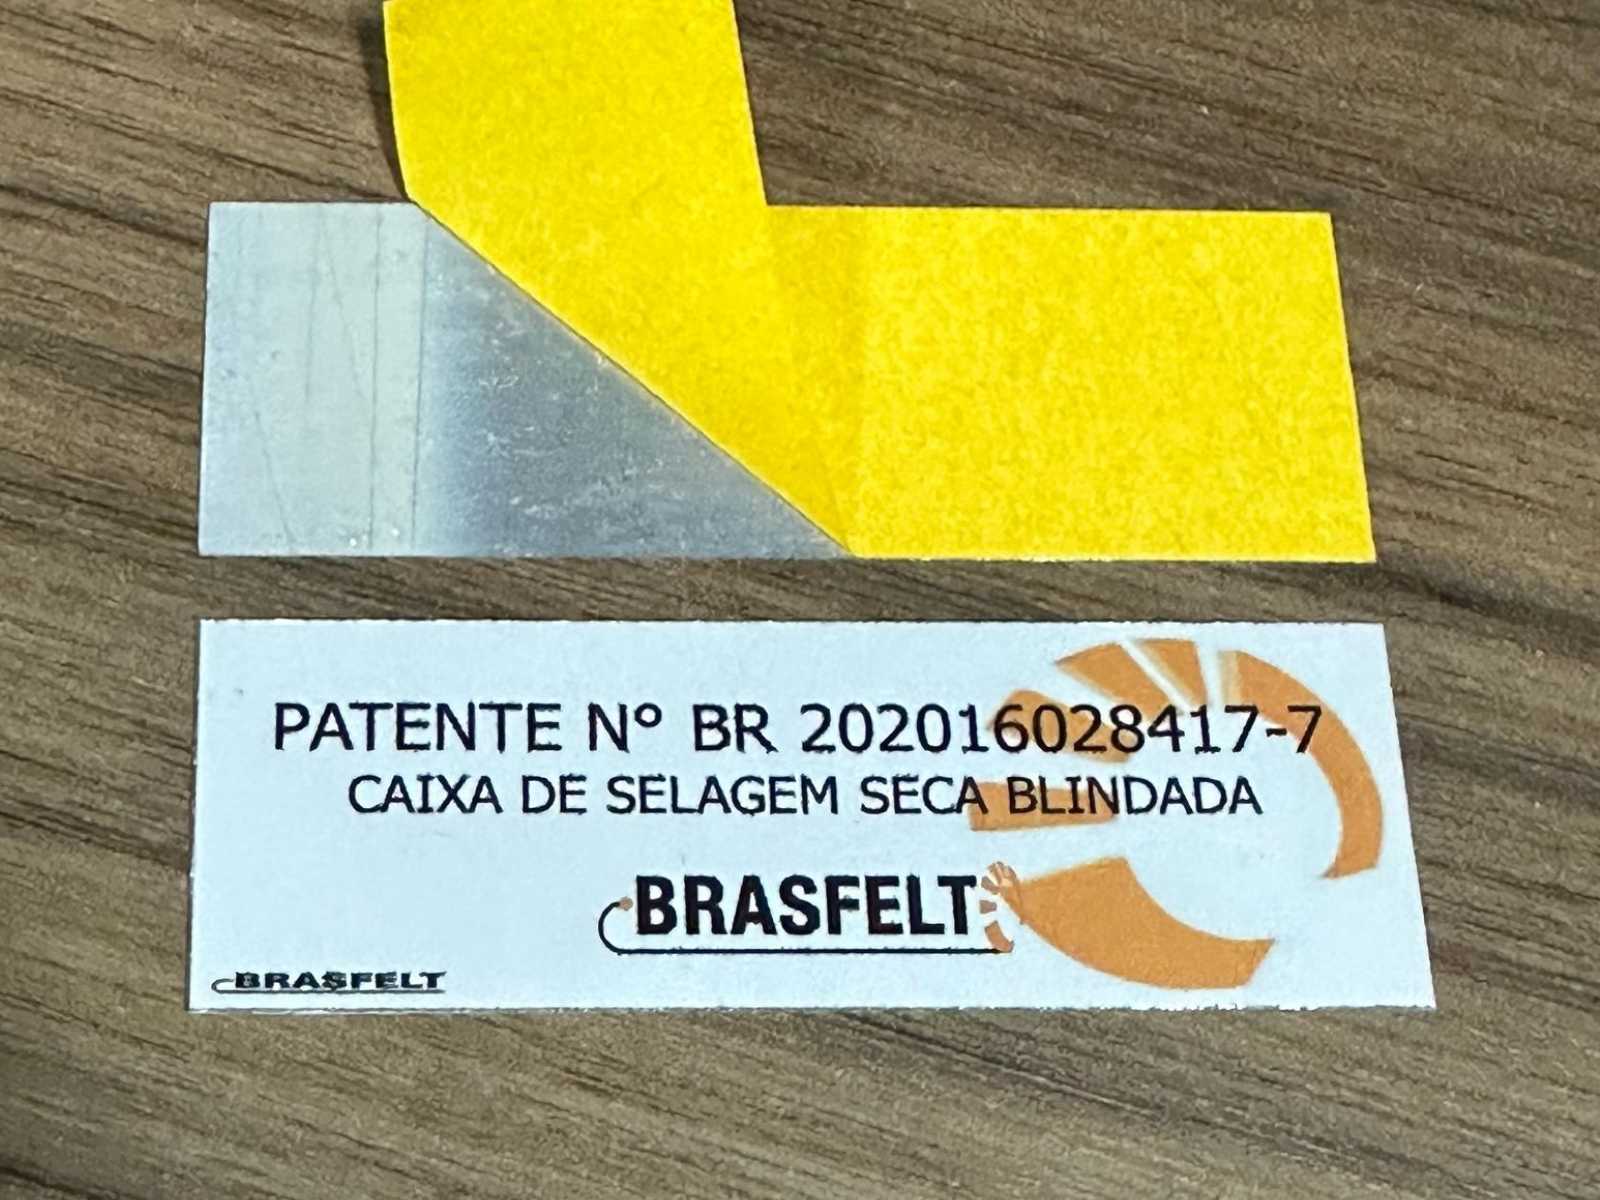 PATENTE Nº BR 202016028417-7
CAIXA DE SELAGEM SECA BLINDADA
BRASFELT
BRASFELT